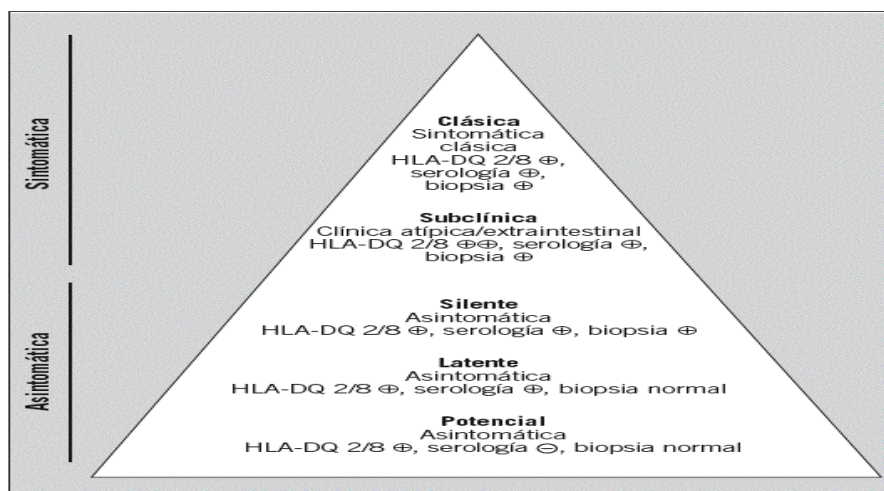 Sintomática
Clásica
Sintomática
clásica
HLA-DQ 2/8 ⊕,
serología ⊕,
biopsia ⊕
Subclínica
Clínica atípica/extraintestinal
HLA-DQ 2/8 ⊕⊕, serología ⊕,
biopsia ⊕
Asintomática
Silente
Asintomática
HLA-DQ 2/8 ⊕, serología ⊕, biopsia ⊕
Latente
Asintomática
HLA-DQ 2/8 ⊕, serología ⊕, biopsia normal
Potencial
Asintomática
HLA-DQ 2/8 ⊕, serología ⊖, biopsia normal